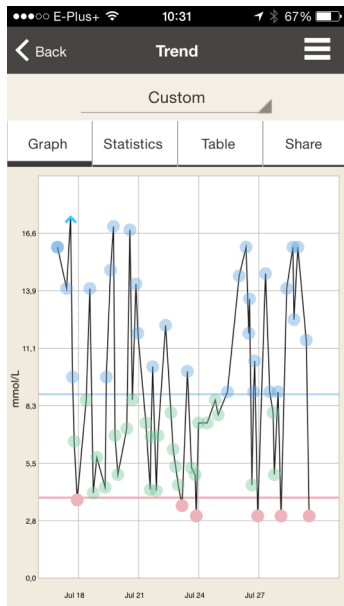 E-Plus+ 10:31 67%
Back Trend
Custom
Graph Statistics Table Share
mmol/L
16,6
13,9
11,1
8,3
5,5
2,8
0,0
Jul 18 Jul 21 Jul 24 Jul 27